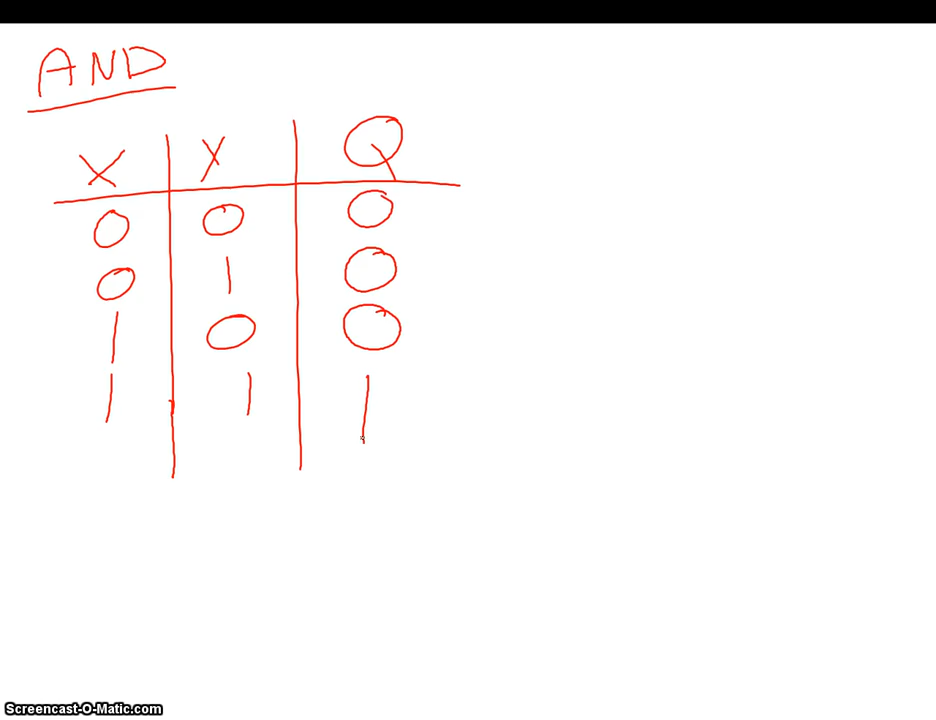 AND
X Y Q
0 0 0
0 1 0
1 0 0
1 1 1
Screencast-O-Matic.com